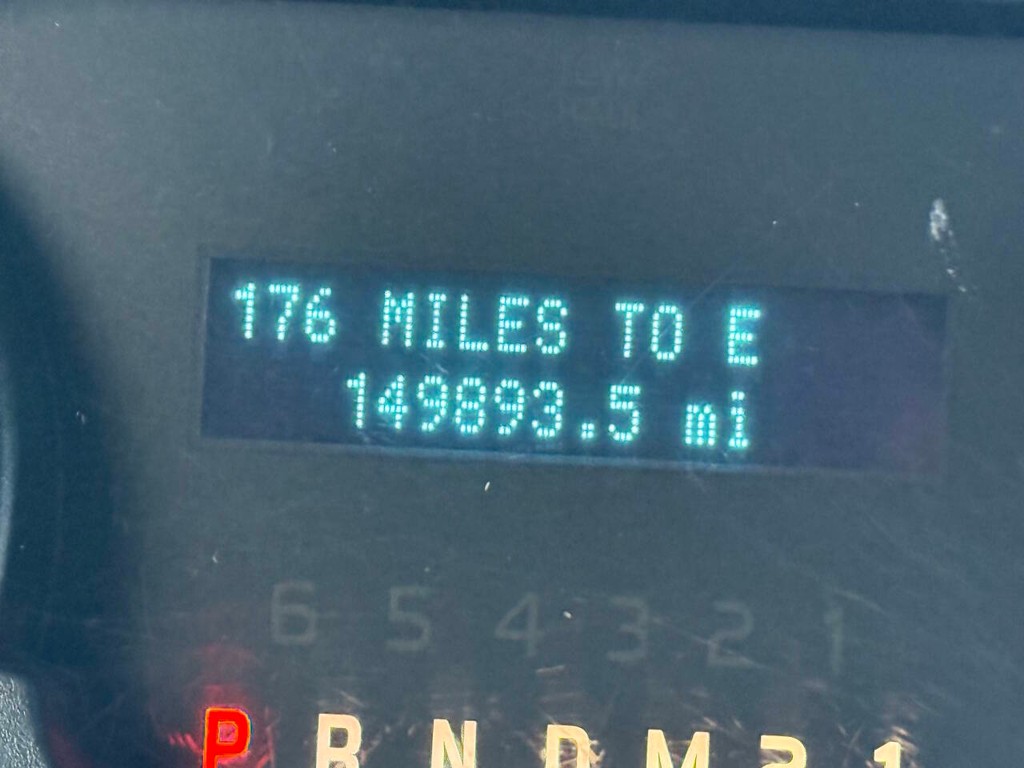 176 MILES TO E
149893.5 mi
6 5 4 3 2 1
P R N D M 2 1